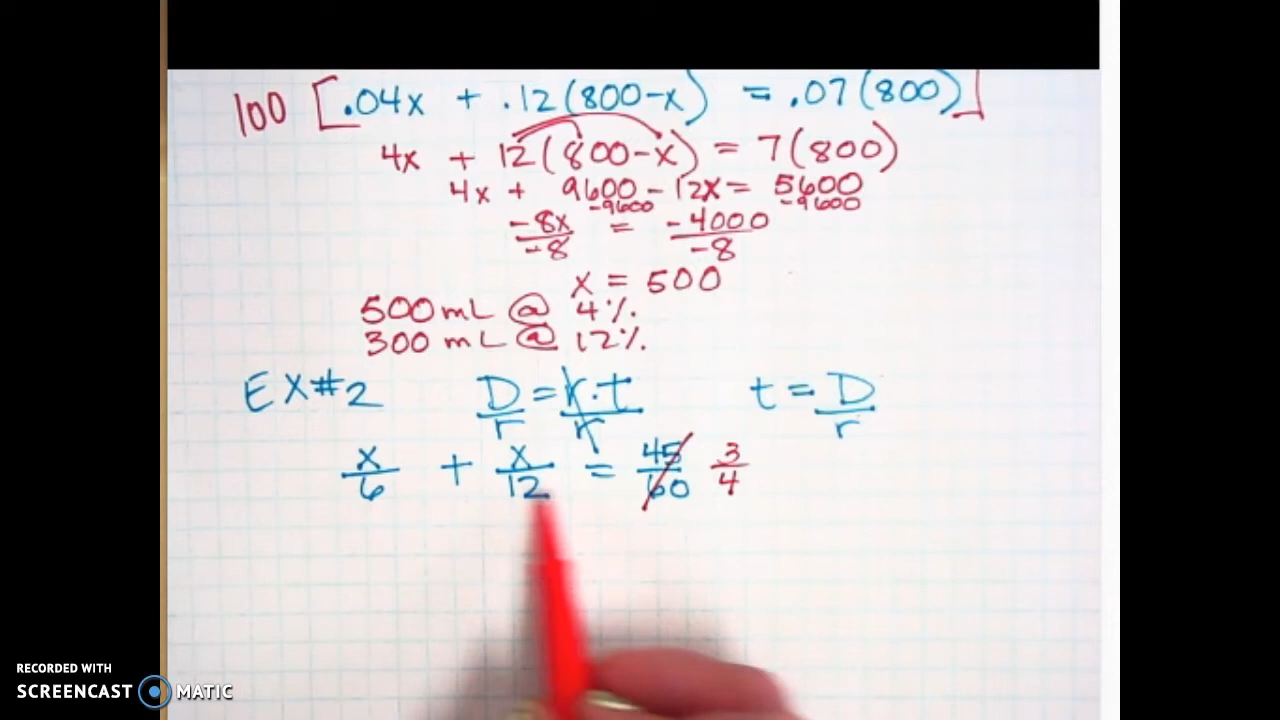 100 [.04x + .12(800-x) = .07(800)]
4x + 12(800-x) = 7(800)
4x + 9600 - 12x = 5600
-9600 -9600
-8x = -4000
-8 -8
x = 500
500 mL @ 4%.
300 mL @ 12%.
EX#2 D = r·t t = D
r r r
x + x = 45 3
6 12 60 4
RECORDED WITH
SCREENCAST MATIC